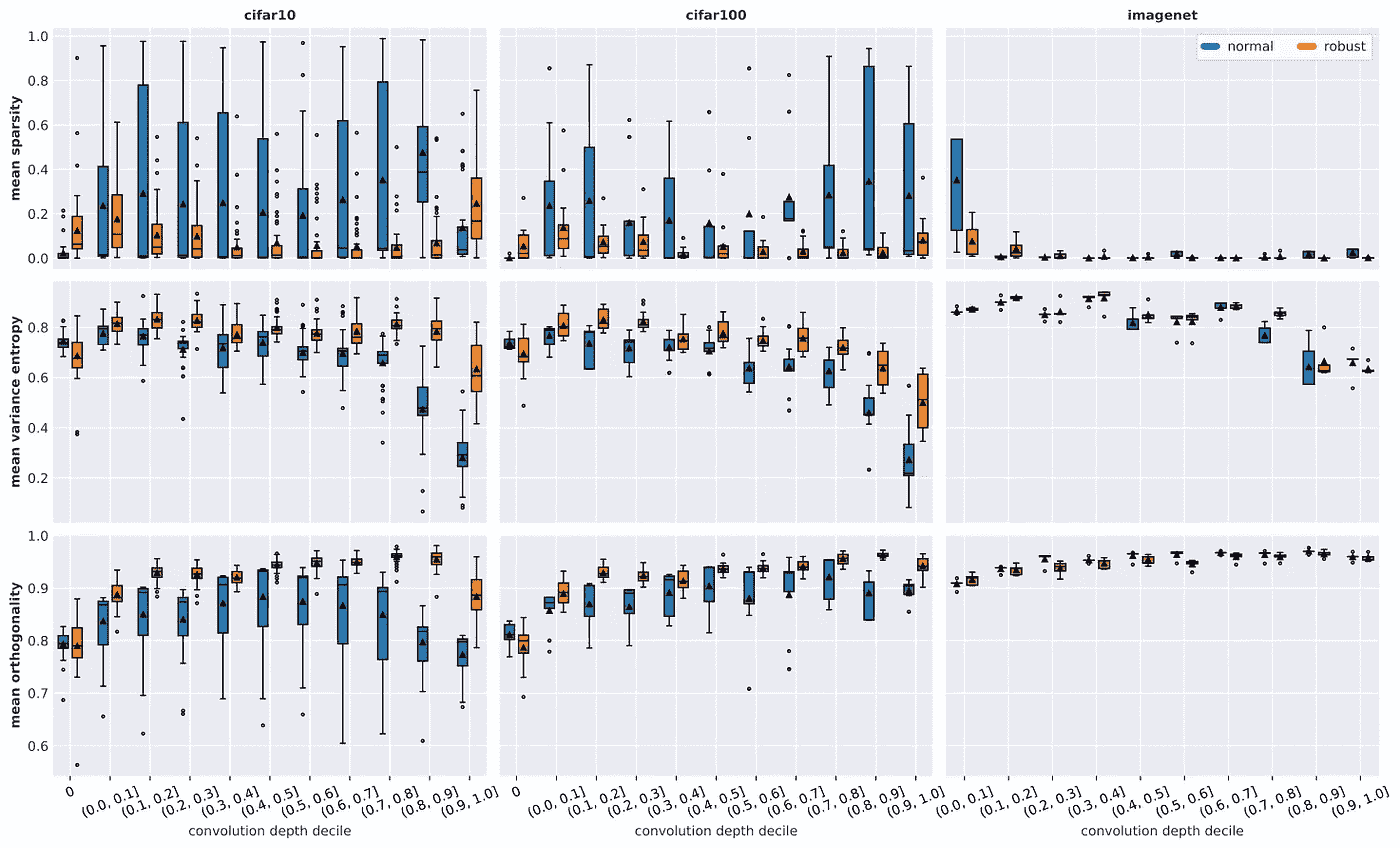 cifar10 cifar100 imagenet
normal robust
mean sparsity
1.0
0.8
0.6
0.4
0.2
0.0
mean variance entropy
0.8
0.6
0.4
0.2
mean orthogonality
1.0
0.9
0.8
0.7
0.6
0 (0.0, 0.1] (0.1, 0.2] (0.2, 0.3] (0.3, 0.4] (0.4, 0.5] (0.5, 0.6] (0.6, 0.7] (0.7, 0.8] (0.8, 0.9] (0.9, 1.0]
convolution depth decile
0 (0.0, 0.1] (0.1, 0.2] (0.2, 0.3] (0.3, 0.4] (0.4, 0.5] (0.5, 0.6] (0.6, 0.7] (0.7, 0.8] (0.8, 0.9] (0.9, 1.0]
convolution depth decile
(0.0, 0.1] (0.1, 0.2] (0.2, 0.3] (0.3, 0.4] (0.4, 0.5] (0.5, 0.6] (0.6, 0.7] (0.7, 0.8] (0.8, 0.9] (0.9, 1.0]
convolution depth decile